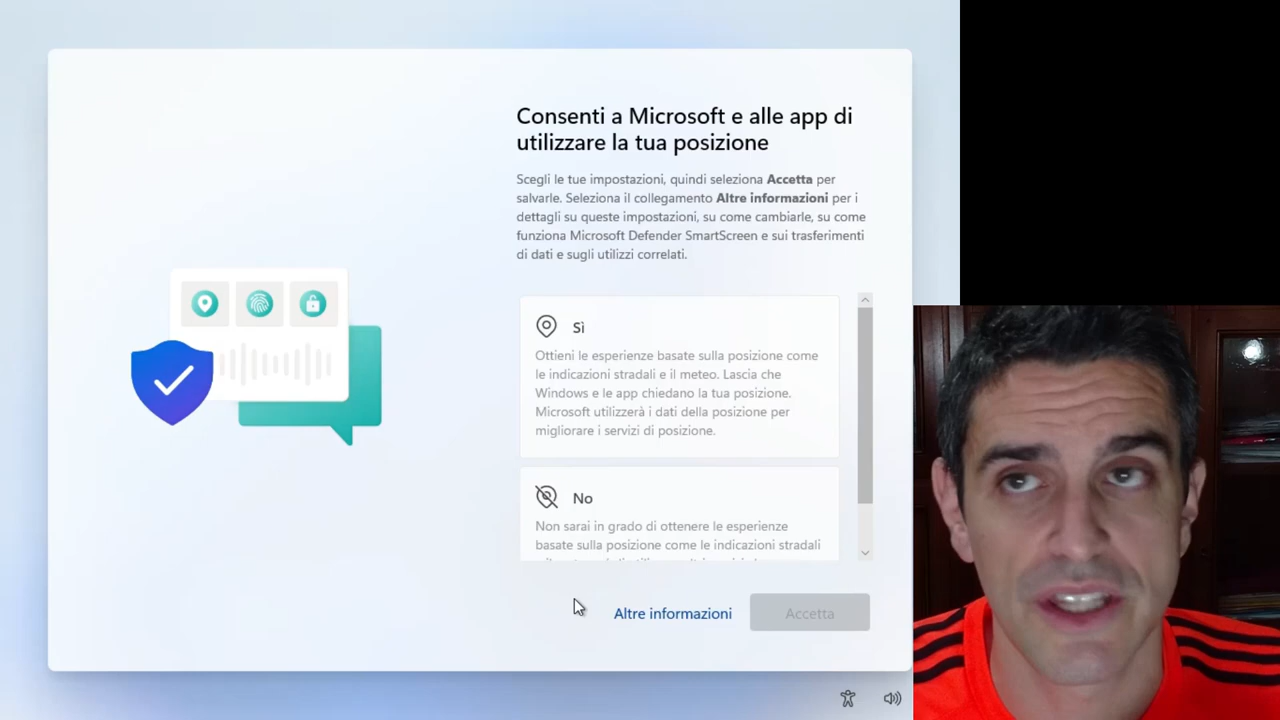 Consenti a Microsoft e alle app di
utilizzare la tua posizione
Scegli le tue impostazioni, quindi seleziona Accetta per
salvarle. Seleziona il collegamento Altre informazioni per i
dettagli su queste impostazioni, su come cambiarle, su come
funziona Microsoft Defender SmartScreen e sui trasferimenti
di dati e sugli utilizzi correlati.
Sì
Ottieni le esperienze basate sulla posizione come
le indicazioni stradali e il meteo. Lascia che
Windows e le app chiedano la tua posizione.
Microsoft utilizzerà i dati della posizione per
migliorare i servizi di posizione.
No
Non sarai in grado di ottenere le esperienze
basate sulla posizione come le indicazioni stradali
Altre informazioni
Accetta